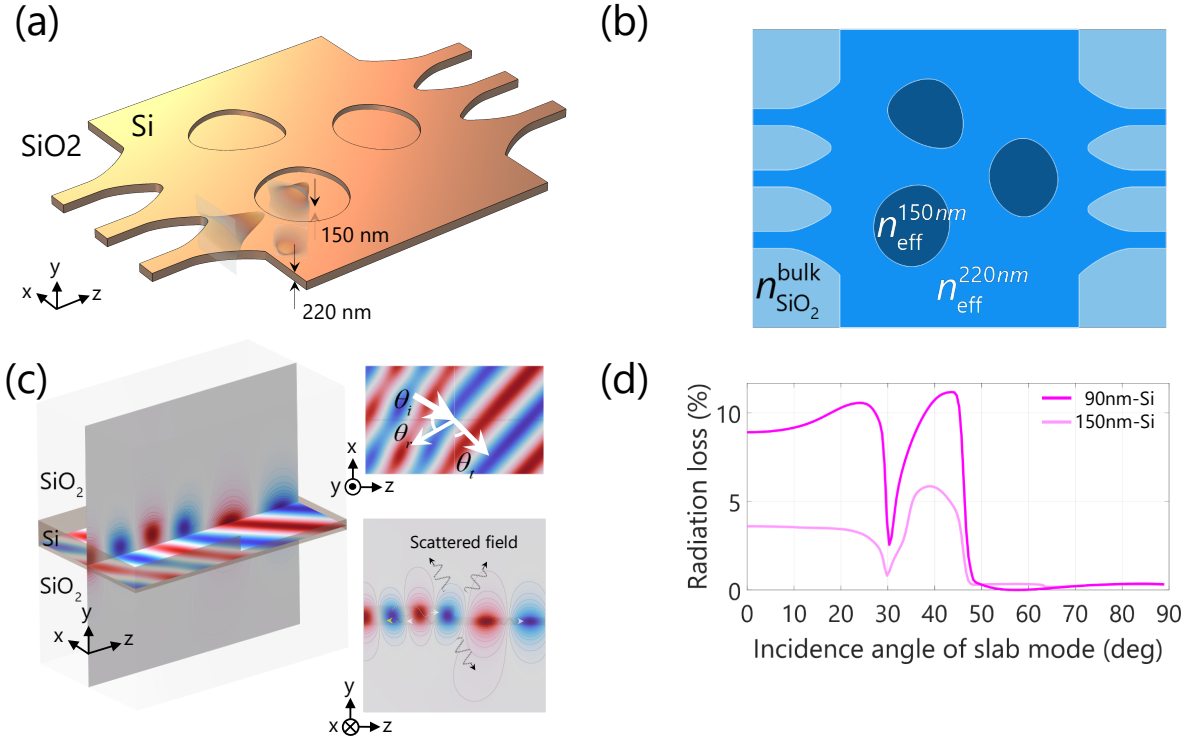 (a)
Si
SiO2
150 nm
220 nm
y
x
z
(b)
n_eff^150nm
n_eff^220nm
n_SiO₂^bulk
(c)
SiO₂
Si
SiO₂
y
x
z
θᵢ
θᵣ
θₜ
x
y
z
Scattered field
y
x
z
(d)
Radiation loss (%)
10
5
0
90nm-Si
150nm-Si
0 10 20 30 40 50 60 70 80 90
Incidence angle of slab mode (deg)